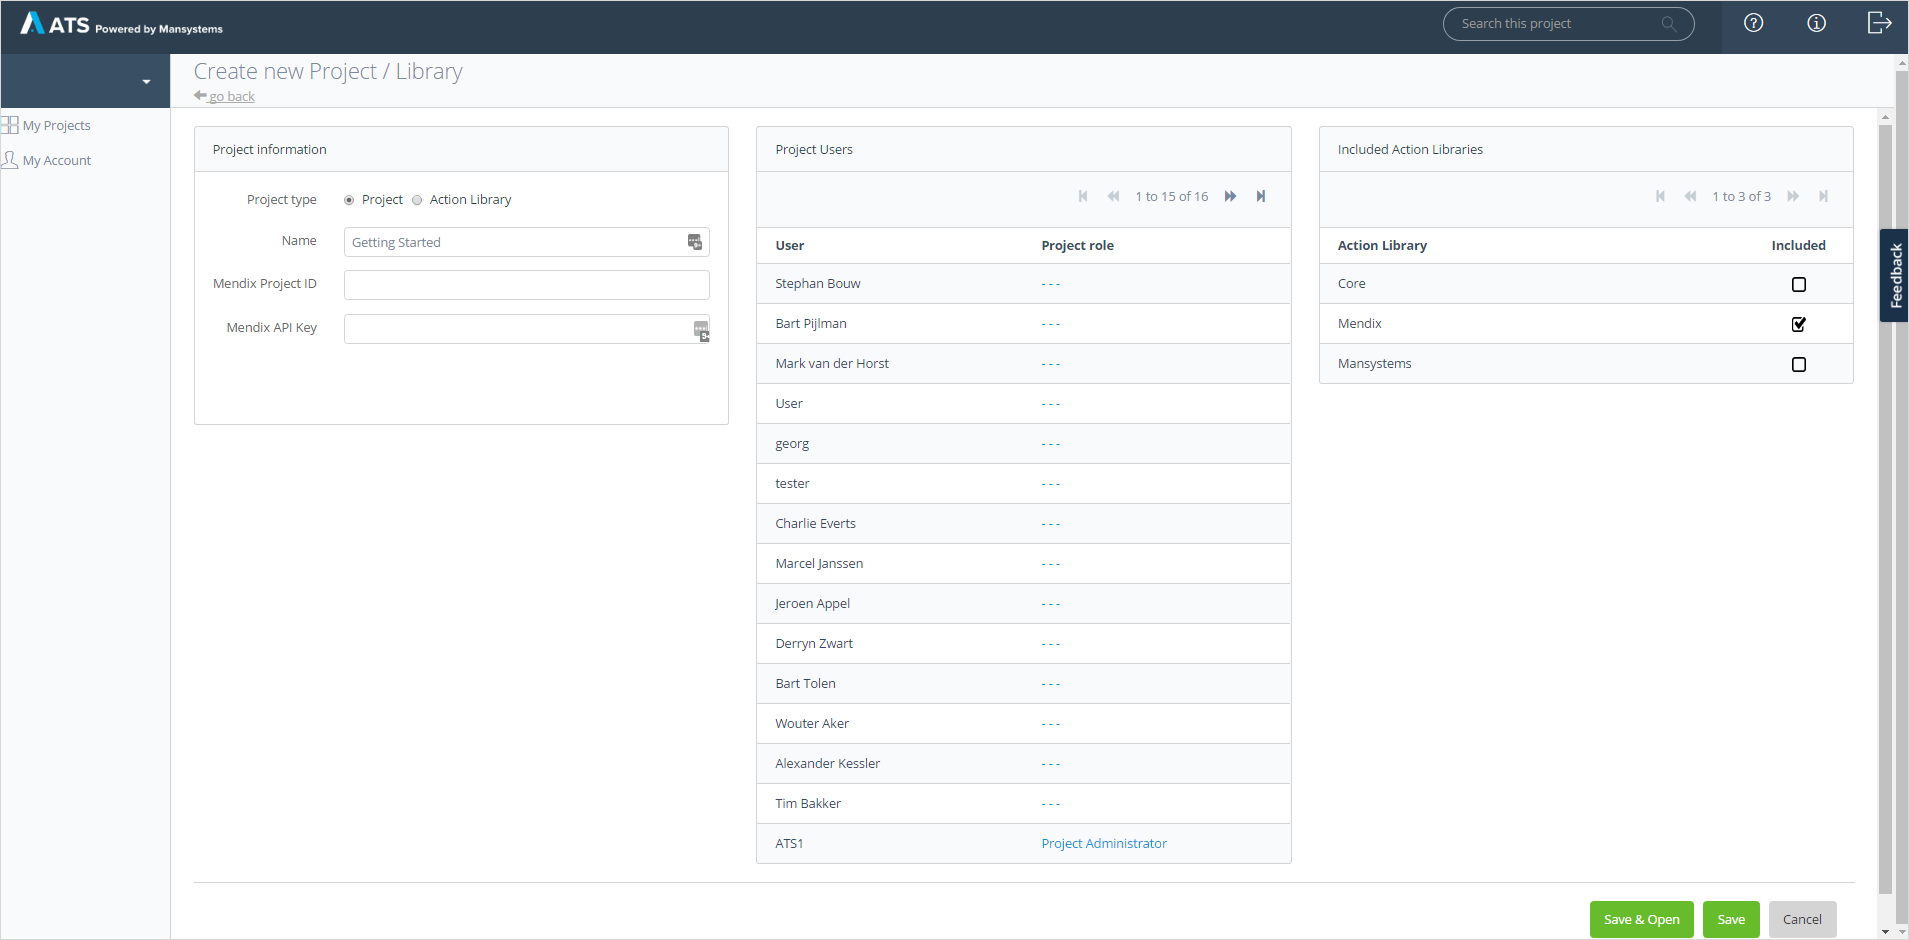 ATS Powered by Mansystems
Search this project
Create new Project / Library
go back
My Projects
My Account
Project information
Project type Project Action Library
Name Getting Started
Mendix Project ID
Mendix API Key
Project Users
1 to 15 of 16
User Project role
Stephan Bouw - - -
Bart Pijlman - - -
Mark van der Horst - - -
User - - -
georg - - -
tester - - -
Charlie Everts - - -
Marcel Janssen - - -
Jeroen Appel - - -
Derryn Zwart - - -
Bart Tolen - - -
Wouter Aker - - -
Alexander Kessler - - -
Tim Bakker - - -
ATS1 Project Administrator
Included Action Libraries
1 to 3 of 3
Action Library Included
Core
Mendix
Mansystems
Feedback
Save & Open Save Cancel